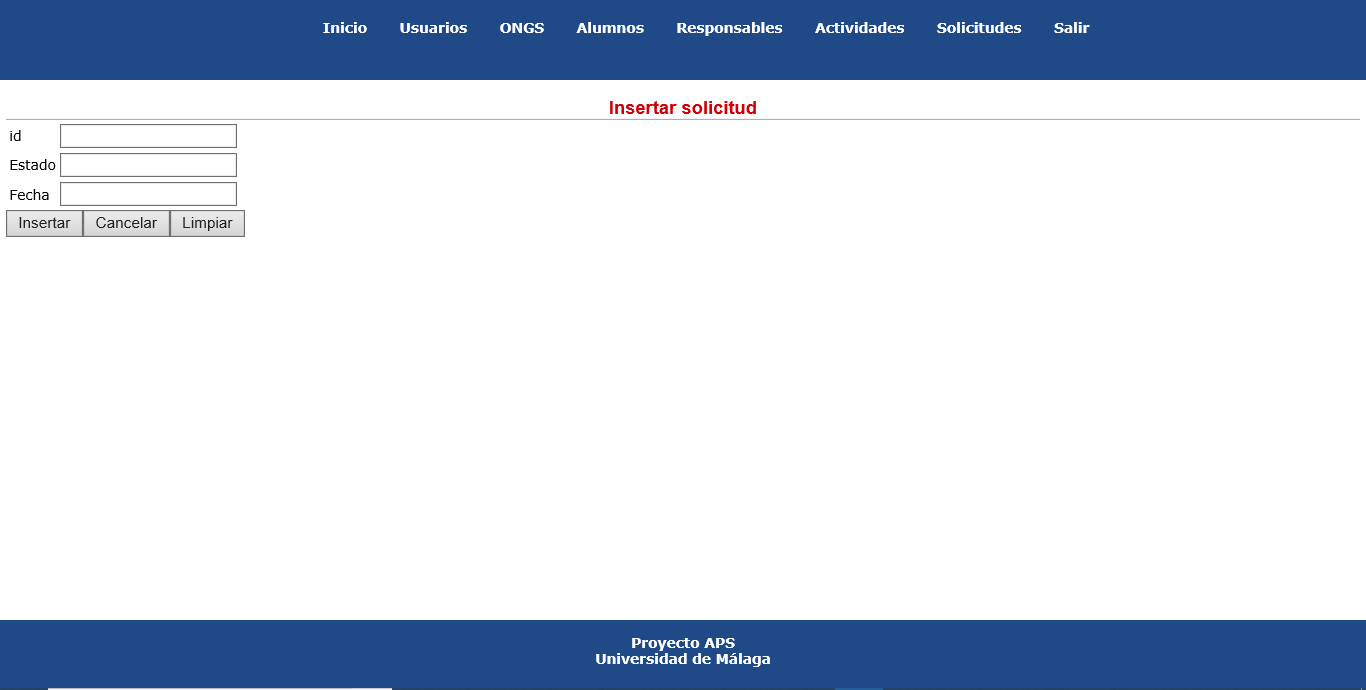 Inicio Usuarios ONGS Alumnos Responsables Actividades Solicitudes Salir
Insertar solicitud
id
Estado
Fecha
Insertar Cancelar Limpiar
Proyecto APS
Universidad de Málaga